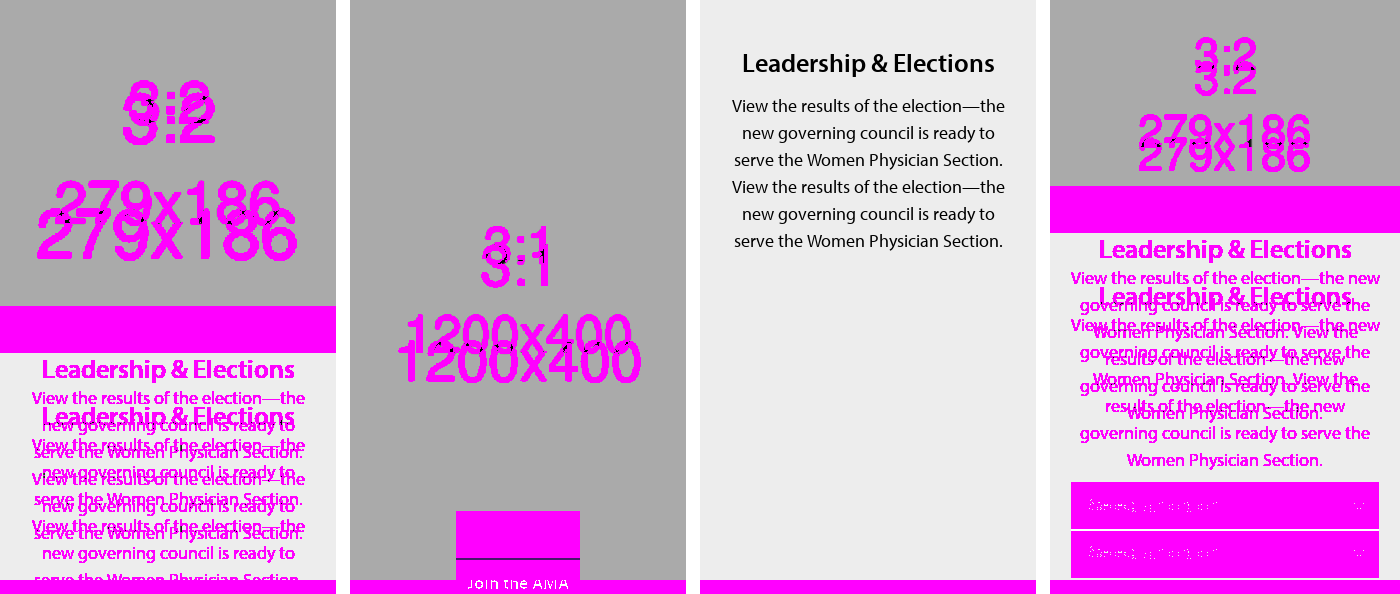 3:2
3:2
279x186
279x186
Leadership & Elections
View the results of the election—the
Leadership & Elections
new governing council is ready to
View the results of the election—the
serve the Women Physician Section.
new governing council is ready to
View the results of the election—the
serve the Women Physician Section.
new governing council is ready to
View the results of the election—the
serve the Women Physician Section.
new governing council is ready to
serve the Women Physician Section.
3:1
3:1
1200x400
1200x400
Join the AMA
Leadership & Elections
View the results of the election—the
new governing council is ready to
serve the Women Physician Section.
View the results of the election—the
new governing council is ready to
serve the Women Physician Section.
3:2
3:2
279x186
279x186
Leadership & Elections
View the results of the election—the new
Leadership & Elections
governing council is ready to serve the
View the results of the election—the new
Women Physician Section. View the
governing council is ready to serve the
results of the election—the new
Women Physician Section. View the
governing council is ready to serve the
results of the election—the new
Women Physician Section.
governing council is ready to serve the
Women Physician Section.